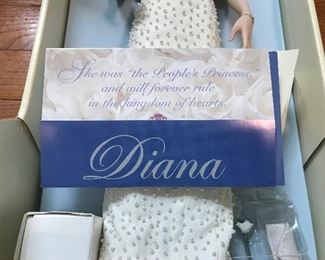 She was "the People's Princess,
and will forever rule
in the kingdom of hearts.
Diana